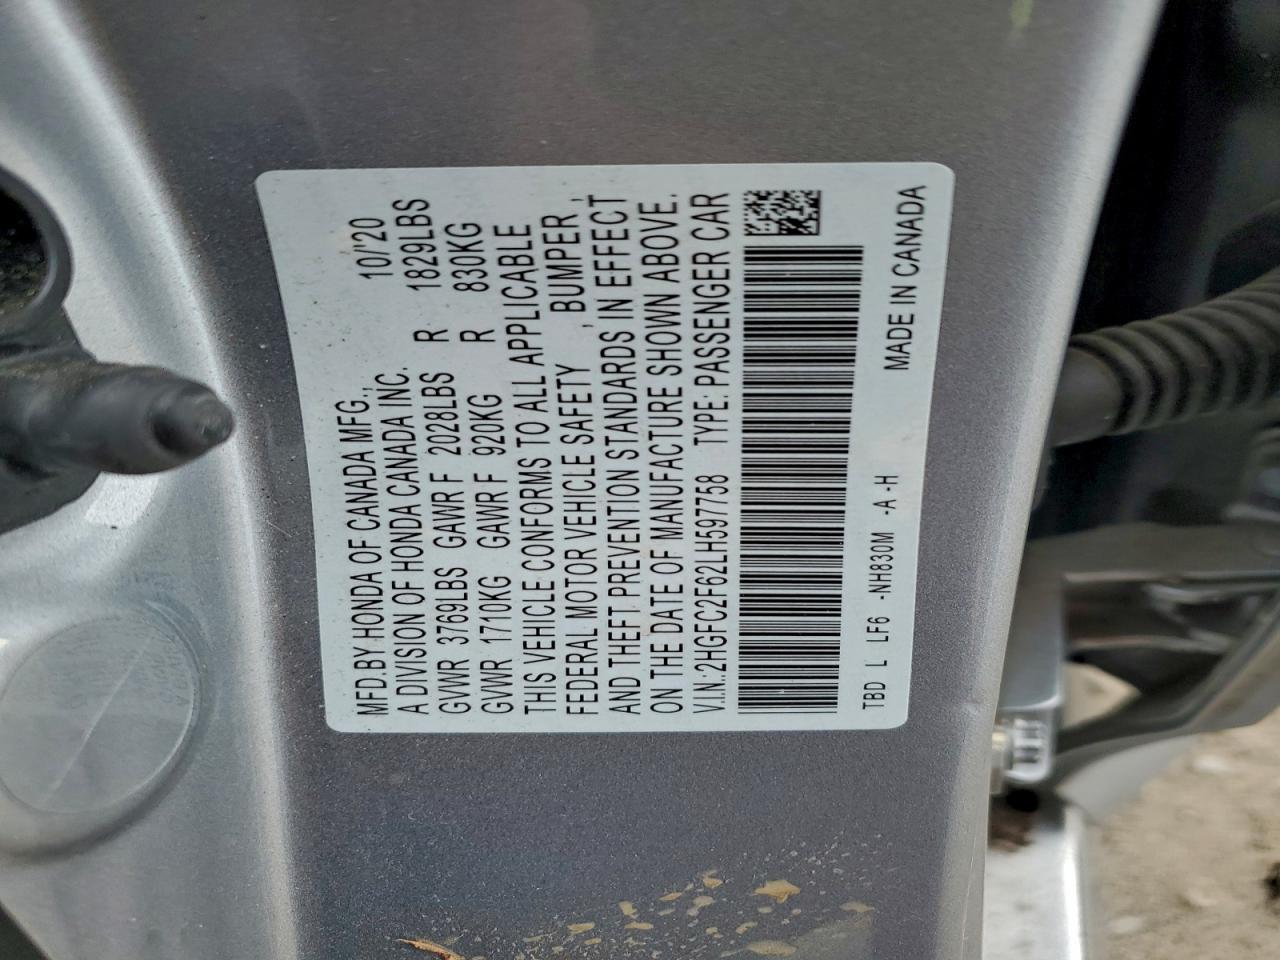 MFD.BY HONDA OF CANADA MFG.,
A DIVISION OF HONDA CANADA INC. 10/'20
GVWR 3769LBS GAWR F 2028LBS R 1829LBS
GVWR 1710KG GAWR F 920KG R 830KG
THIS VEHICLE CONFORMS TO ALL APPLICABLE
FEDERAL MOTOR VEHICLE SAFETY , BUMPER ,
AND THEFT PREVENTION STANDARDS IN EFFECT
ON THE DATE OF MANUFACTURE SHOWN ABOVE.
V.I.N.:2HGFC2F62LH597758 TYPE: PASSENGER CAR
TBD L LF6 -NH830M -A -H MADE IN CANADA